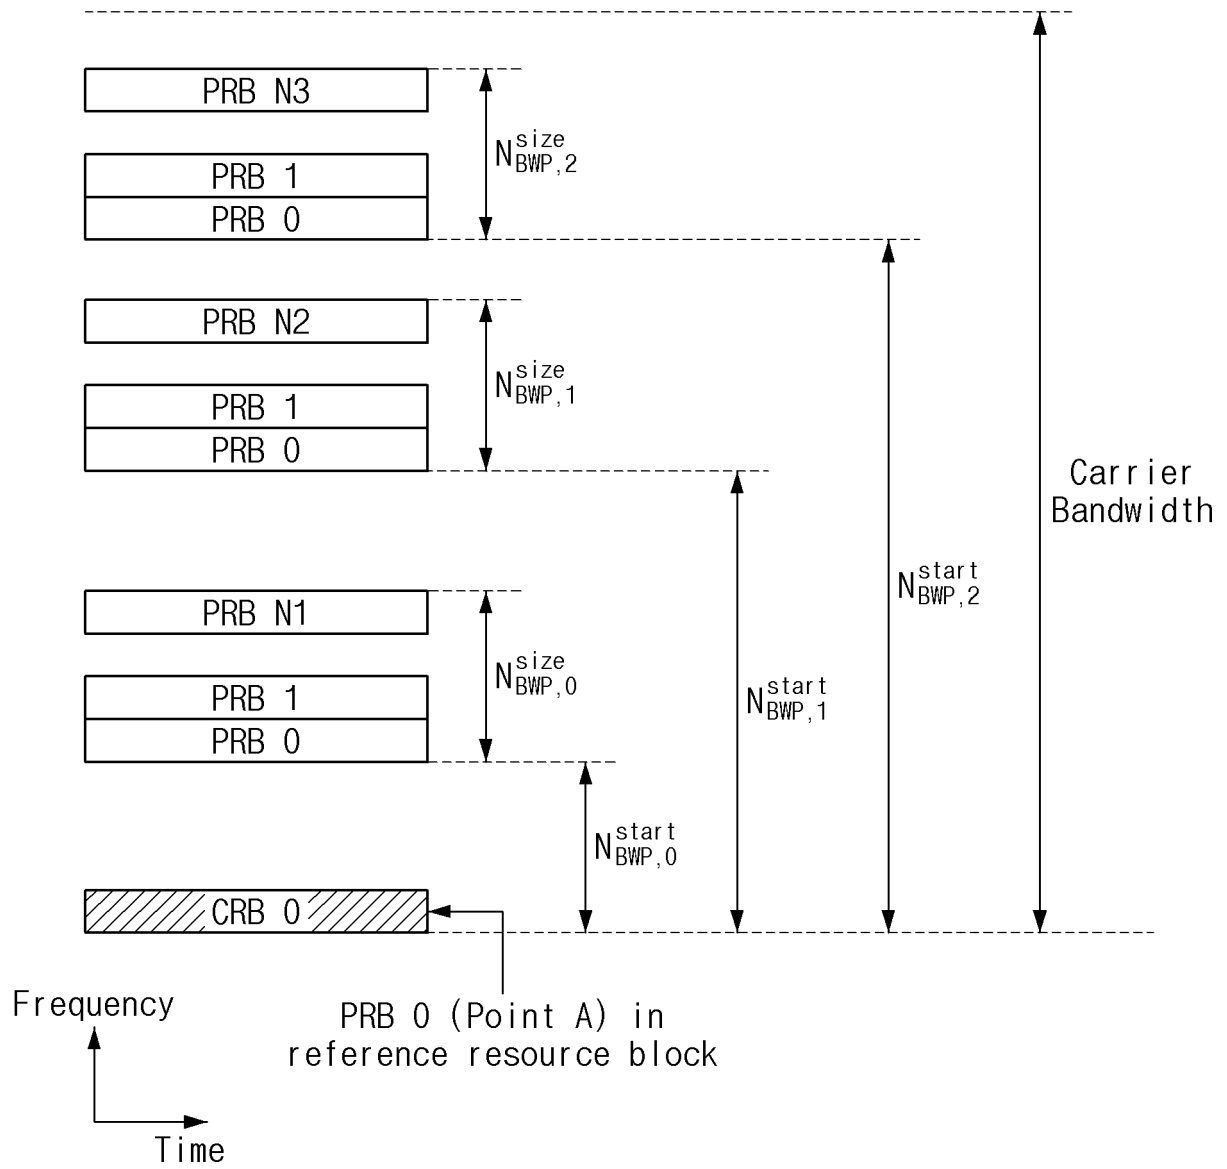 PRB N3
N^size_BWP,2
PRB 1
PRB 0
PRB N2
N^size_BWP,1
PRB 1
PRB 0
Carrier
Bandwidth
N^start_BWP,2
PRB N1
N^size_BWP,0
PRB 1
N^start_BWP,1
PRB 0
N^start_BWP,0
CRB 0
Frequency
PRB 0 (Point A) in
reference resource block
Time